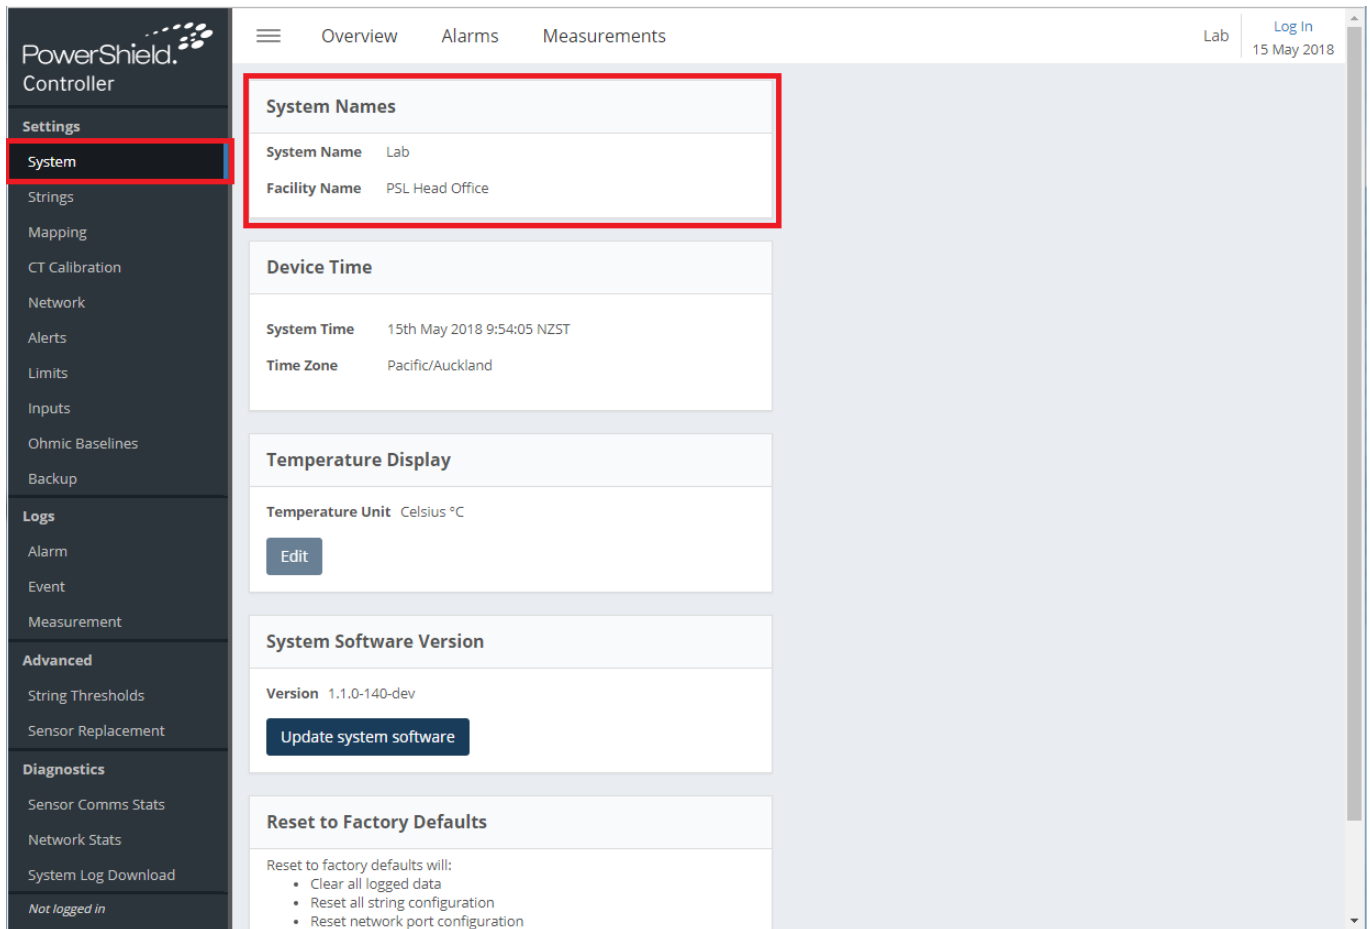 PowerShield.
Controller
Settings
System
Strings
Mapping
CT Calibration
Network
Alerts
Limits
Inputs
Ohmic Baselines
Backup
Logs
Alarm
Event
Measurement
Advanced
String Thresholds
Sensor Replacement
Diagnostics
Sensor Comms Stats
Network Stats
System Log Download
Not logged in
Overview Alarms Measurements
Lab
Log In
15 May 2018
System Names
System Name Lab
Facility Name PSL Head Office
Device Time
System Time 15th May 2018 9:54:05 NZST
Time Zone Pacific/Auckland
Temperature Display
Temperature Unit Celsius °C
Edit
System Software Version
Version 1.1.0-140-dev
Update system software
Reset to Factory Defaults
Reset to factory defaults will:
• Clear all logged data
• Reset all string configuration
• Reset network port configuration